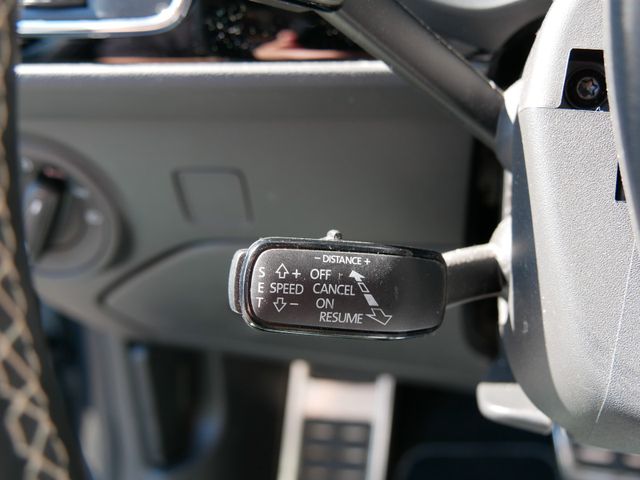 - DISTANCE +
S ⇧ + OFF
E SPEED CANCEL
T ⇩ - ON
RESUME